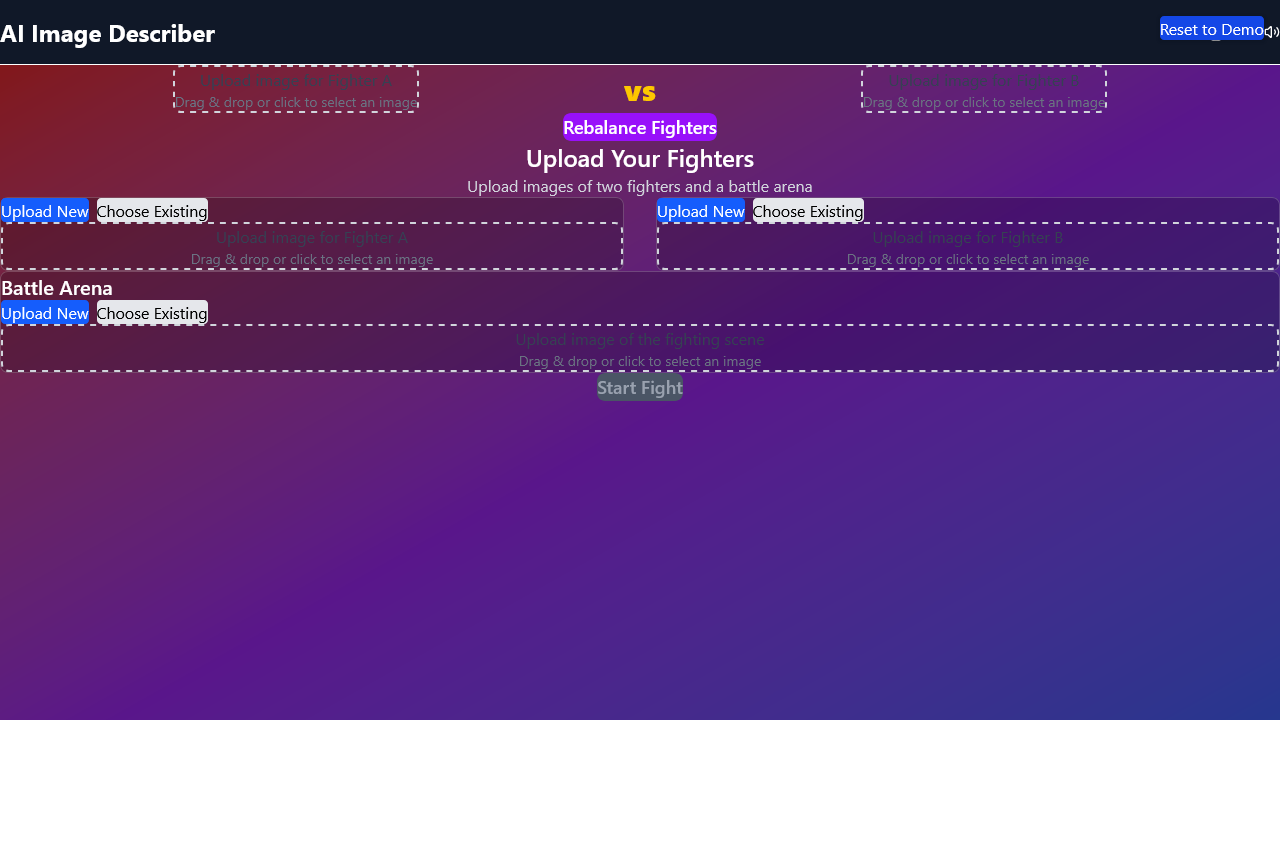 AI Image Describer
Reset to Demo
Upload image for Fighter A
Drag & drop or click to select an image
VS
Upload image for Fighter B
Drag & drop or click to select an image
Rebalance Fighters
Upload Your Fighters
Upload images of two fighters and a battle arena
Upload New Choose Existing
Upload image for Fighter A
Drag & drop or click to select an image
Upload New Choose Existing
Upload image for Fighter B
Drag & drop or click to select an image
Battle Arena
Upload New Choose Existing
Upload image of the fighting scene
Drag & drop or click to select an image
Start Fight